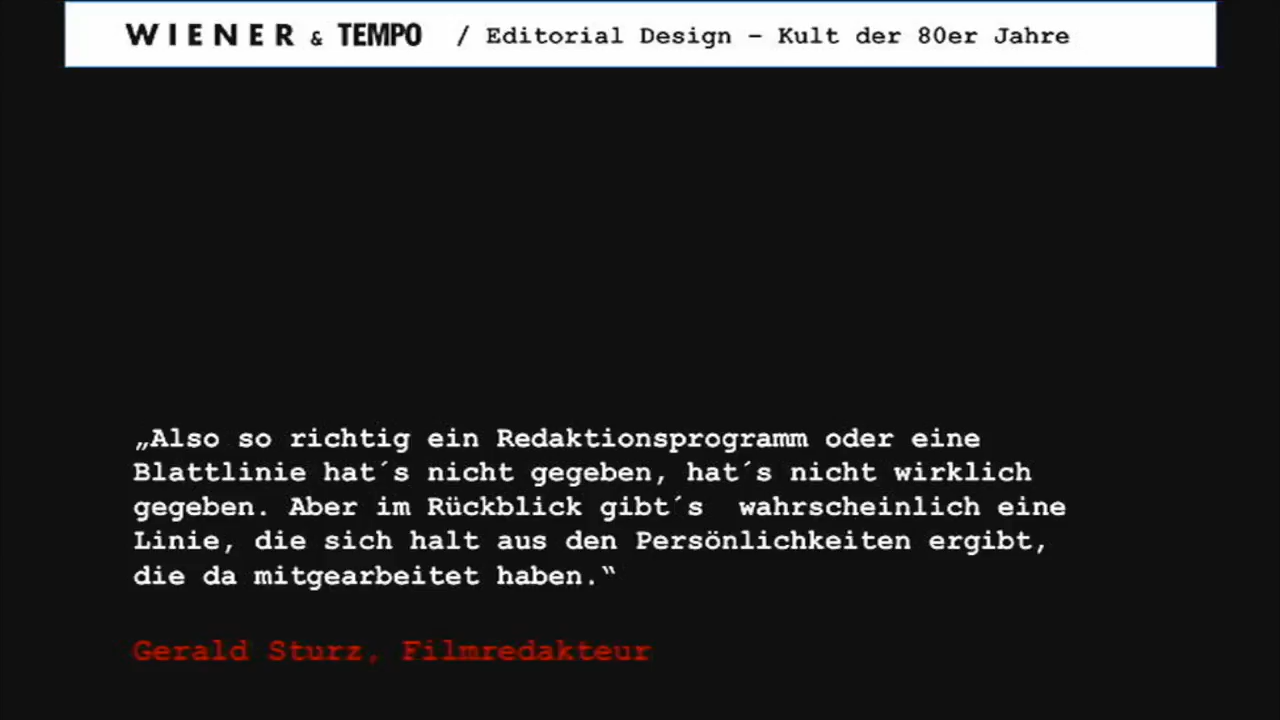 WIENER & TEMPO / Editorial Design – Kult der 80er Jahre
„Also so richtig ein Redaktionsprogramm oder eine
Blattlinie hat´s nicht gegeben, hat´s nicht wirklich
gegeben. Aber im Rückblick gibt´s  wahrscheinlich eine
Linie, die sich halt aus den Persönlichkeiten ergibt,
die da mitgearbeitet haben.‟
Gerald Sturz, Filmredakteur